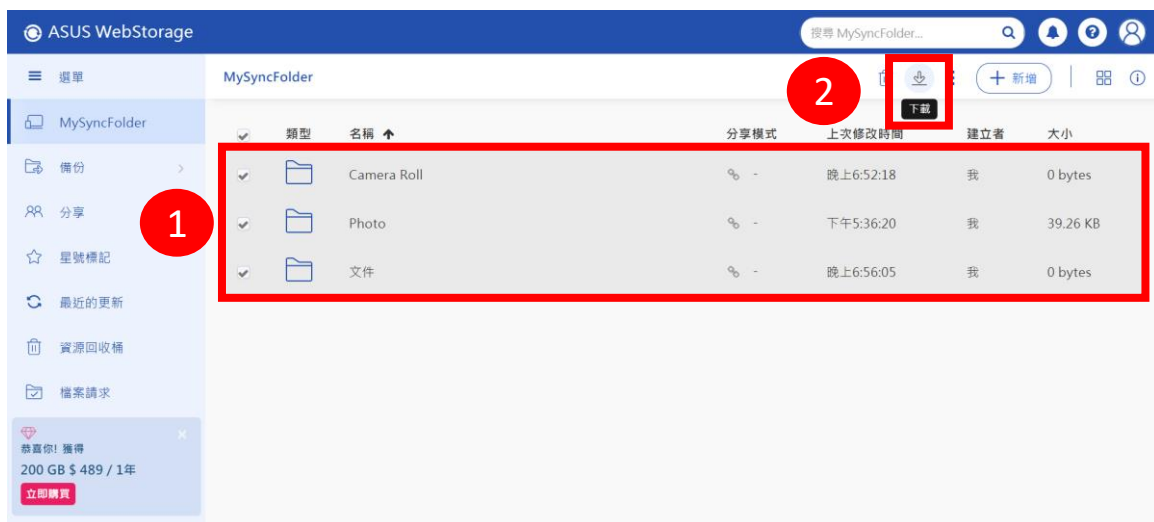 ASUS WebStorage
搜尋 MySyncFolder...
選單
MySyncFolder
2
新增
下載
MySyncFolder
類型 名稱 分享模式 上次修改時間 建立者 大小
備份
Camera Roll - 晚上6:52:18 我 0 bytes
分享
1
Photo - 下午5:36:20 我 39.26 KB
星號標記
文件 - 晚上6:56:05 我 0 bytes
最近的更新
資源回收桶
檔案請求
恭喜你! 獲得
200 GB $ 489 / 1年
立即購買